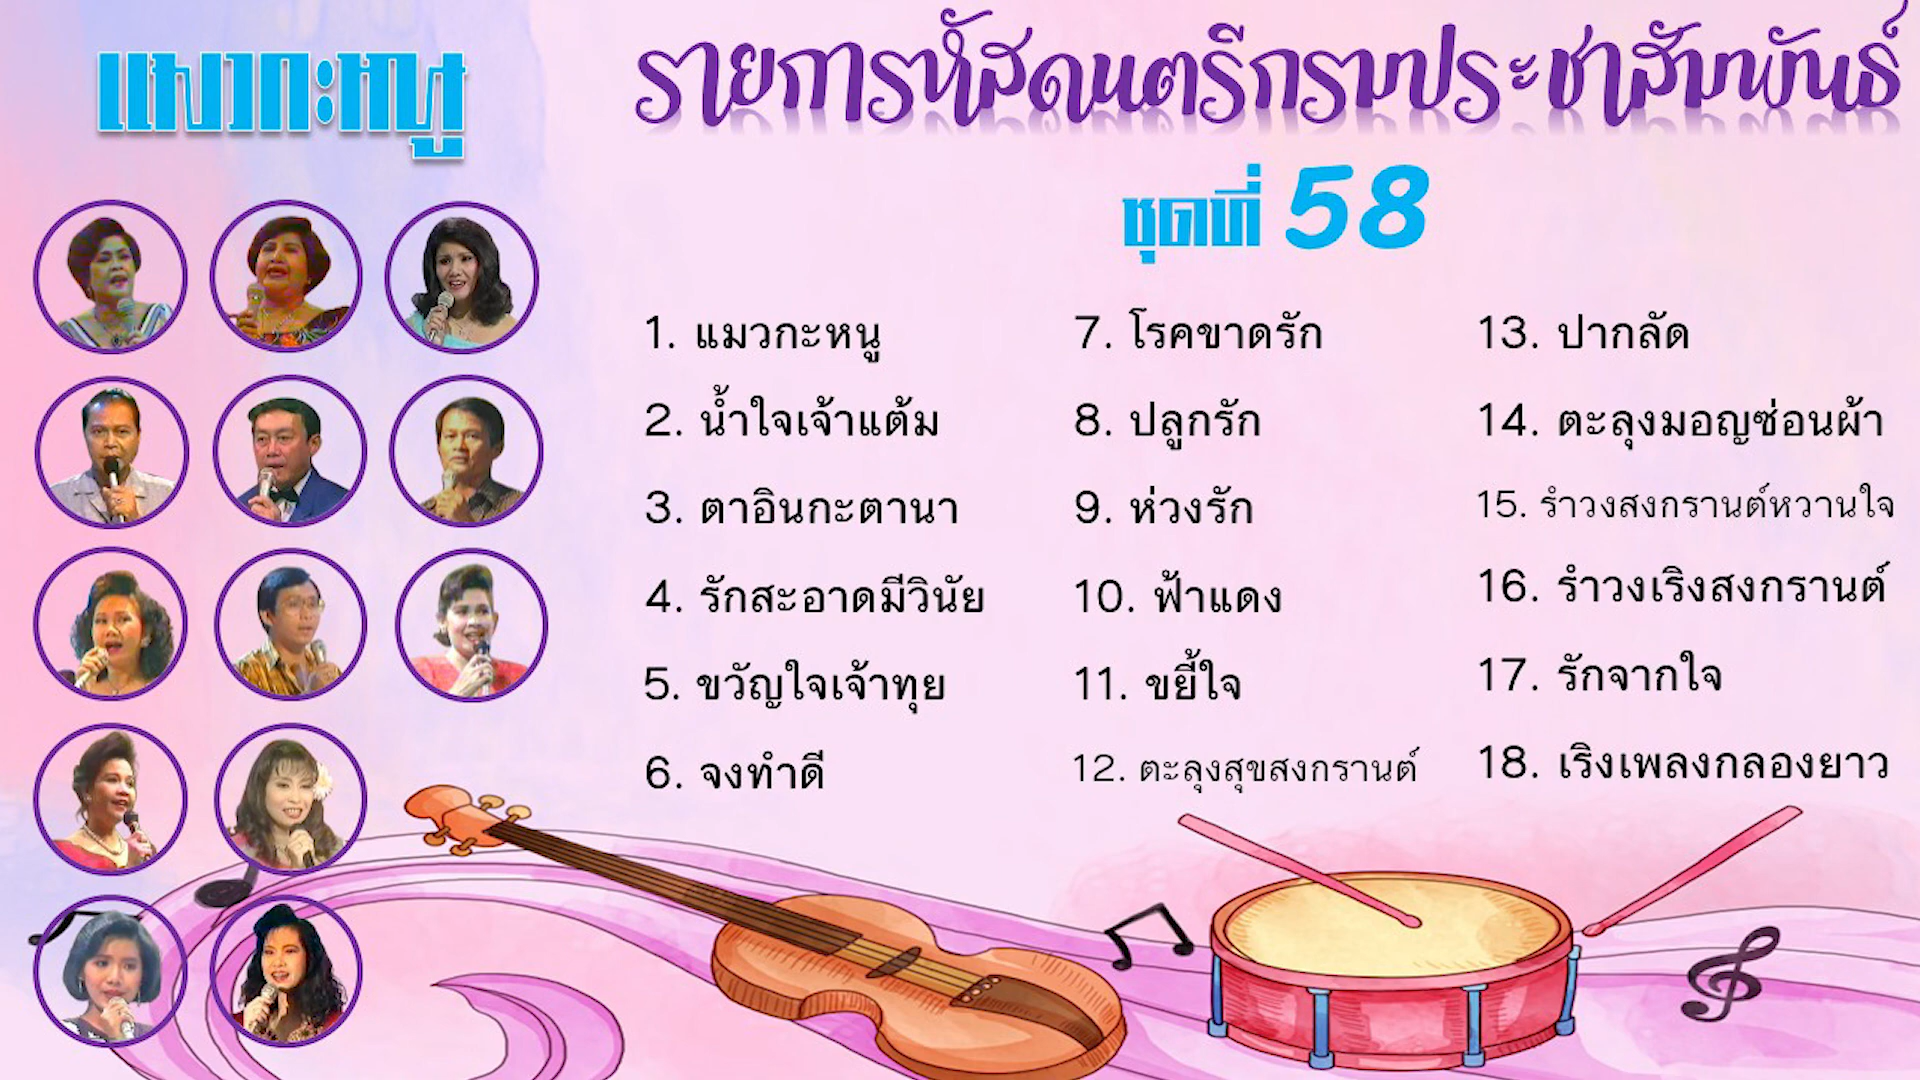 แมวกะหนู
รายการหัสดนตรีกรมประชาสัมพันธ์
ชุดที่ 58
1. แมวกะหนู
2. น้ำใจเจ้าแต้ม
3. ตาอินกะตานา
4. รักสะอาดมีวินัย
5. ขวัญใจเจ้าทุย
6. จงทำดี
7. โรคขาดรัก
8. ปลูกรัก
9. ห่วงรัก
10. ฟ้าแดง
11. ขยี้ใจ
12. ตะลุงสุขสงกรานต์
13. ปากลัด
14. ตะลุงมอญซ่อนผ้า
15. รำวงสงกรานต์หวานใจ
16. รำวงเริงสงกรานต์
17. รักจากใจ
18. เริงเพลงกลองยาว